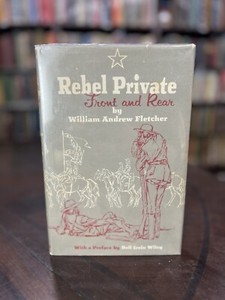 Rebel Private
Front and Rear
by
William Andrew Fletcher
With a Preface by Bell Irvin Wiley